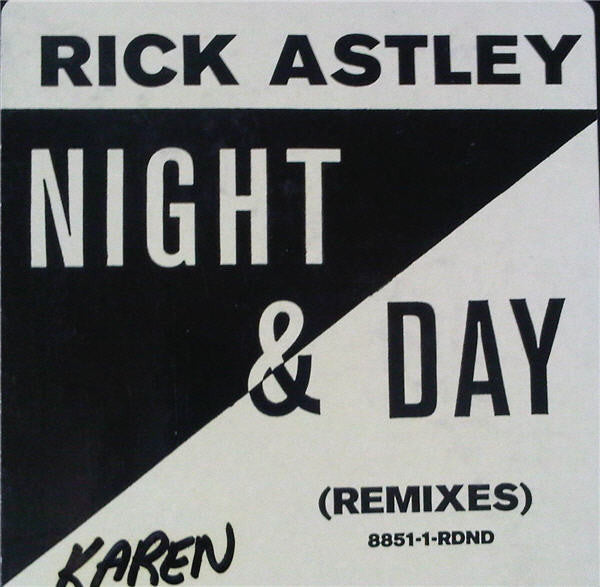 RICK ASTLEY
NIGHT
& DAY
(REMIXES)
8851-1-RDND
KAREN